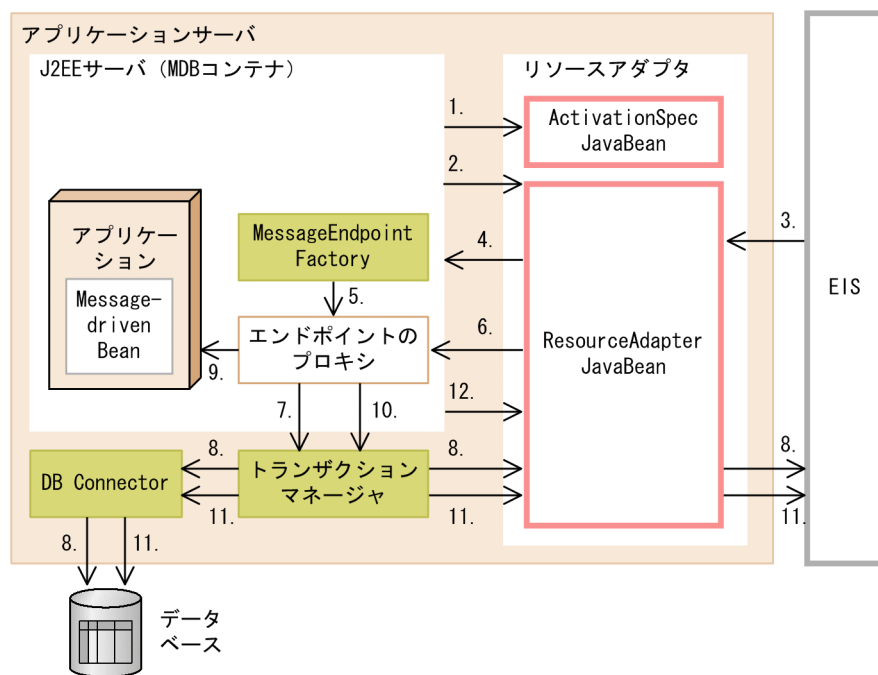 アプリケーションサーバ
J2EEサーバ（MDBコンテナ）
リソースアダプタ
1.
ActivationSpec
JavaBean
2.
3.
アプリケー
ション
Message-
driven
Bean
MessageEndpoint
Factory
4.
EIS
5.
エンドポイントの
プロキシ
6.
ResourceAdapter
JavaBean
9.
7.
10.
12.
DB Connector
8.
トランザクション
マネージャ
8.
8.
11.
11.
11.
8.
11.
データ
ベース